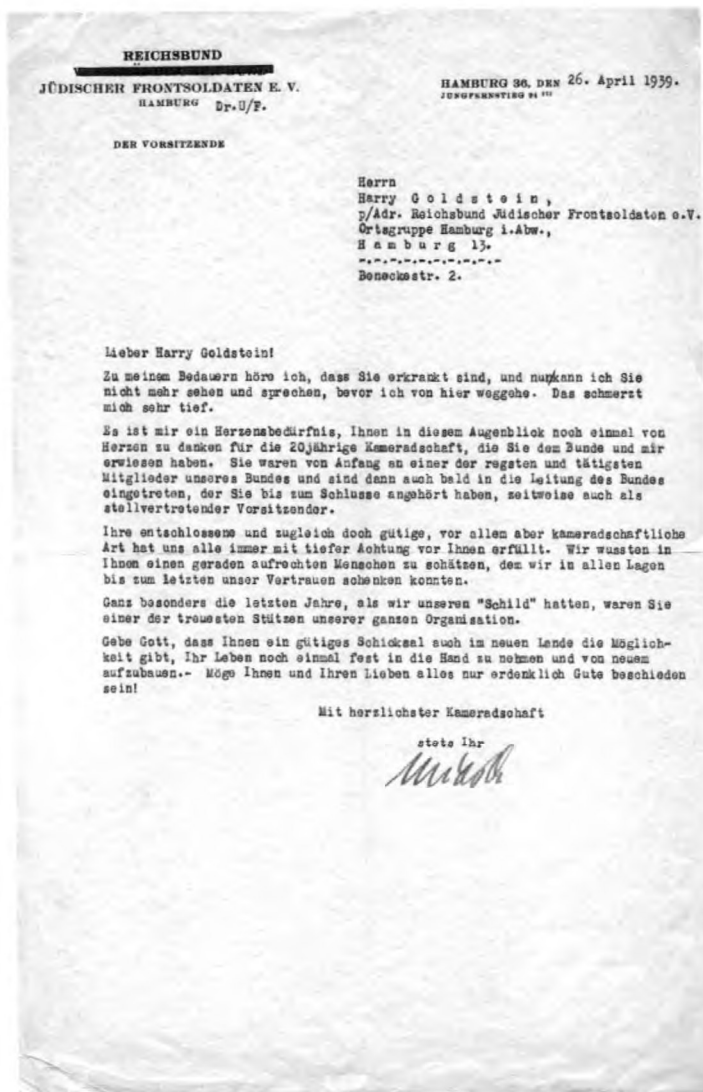 REICHSBUND
JÜDISCHER FRONTSOLDATEN E. V.
HAMBURG Dr.U/F.
DER VORSITZENDE
HAMBURG 36, DEN 26. April 1939.
JUNGFERNSTIEG
Herrn
Harry G o l d s t e i n ,
p/Adr. Reichsbund Jüdischer Frontsoldaten e.V.
Ortsgruppe Hamburg i.Abw.,
H a m b u r g 13.
-.-.-.-.-.-.-.-.-.-
Beneckestr. 2.
Lieber Harry Goldstein!
Zu meinem Bedauern höre ich, dass Sie erkrankt sind, und nun kann ich Sie
nicht mehr sehen und sprechen, bevor ich von hier weggehe. Das schmerzt
mich sehr tief.
Es ist mir ein Herzensbedürfnis, Ihnen in diesem Augenblick noch einmal von
Herzen zu danken für die 20jährige Kameradschaft, die Sie dem Bunde und mir
erwiesen haben. Sie waren von Anfang an einer der regsten und tätigsten
Mitglieder unseres Bundes und sind dann auch bald in die Leitung des Bundes
eingetreten, der Sie bis zum Schlusse angehört haben, zeitweise auch als
stellvertretender Vorsitzender.
Ihre entschlossene und zugleich doch gütige, vor allem aber kameradschaftliche
Art hat uns alle immer mit tiefer Achtung vor Ihnen erfüllt. Wir wussten in
Ihnen einen geraden aufrechten Menschen zu schätzen, dem wir in allen Lagen
bis zum letzten unser Vertrauen schenken konnten.
Ganz besonders die letzten Jahre, als wir unseren "Schild" hatten, waren Sie
einer der treuesten Stützen unserer ganzen Organisation.
Gebe Gott, dass Ihnen ein gütiges Schicksal auch im neuen Lande die Möglich-
keit gibt, Ihr Leben noch einmal fest in die Hand zu nehmen und von neuem
aufzubauen.- Möge Ihnen und Ihren Lieben alles nur erdenklich Gute beschieden
sein!
Mit herzlichster Kameradschaft
stets Ihr